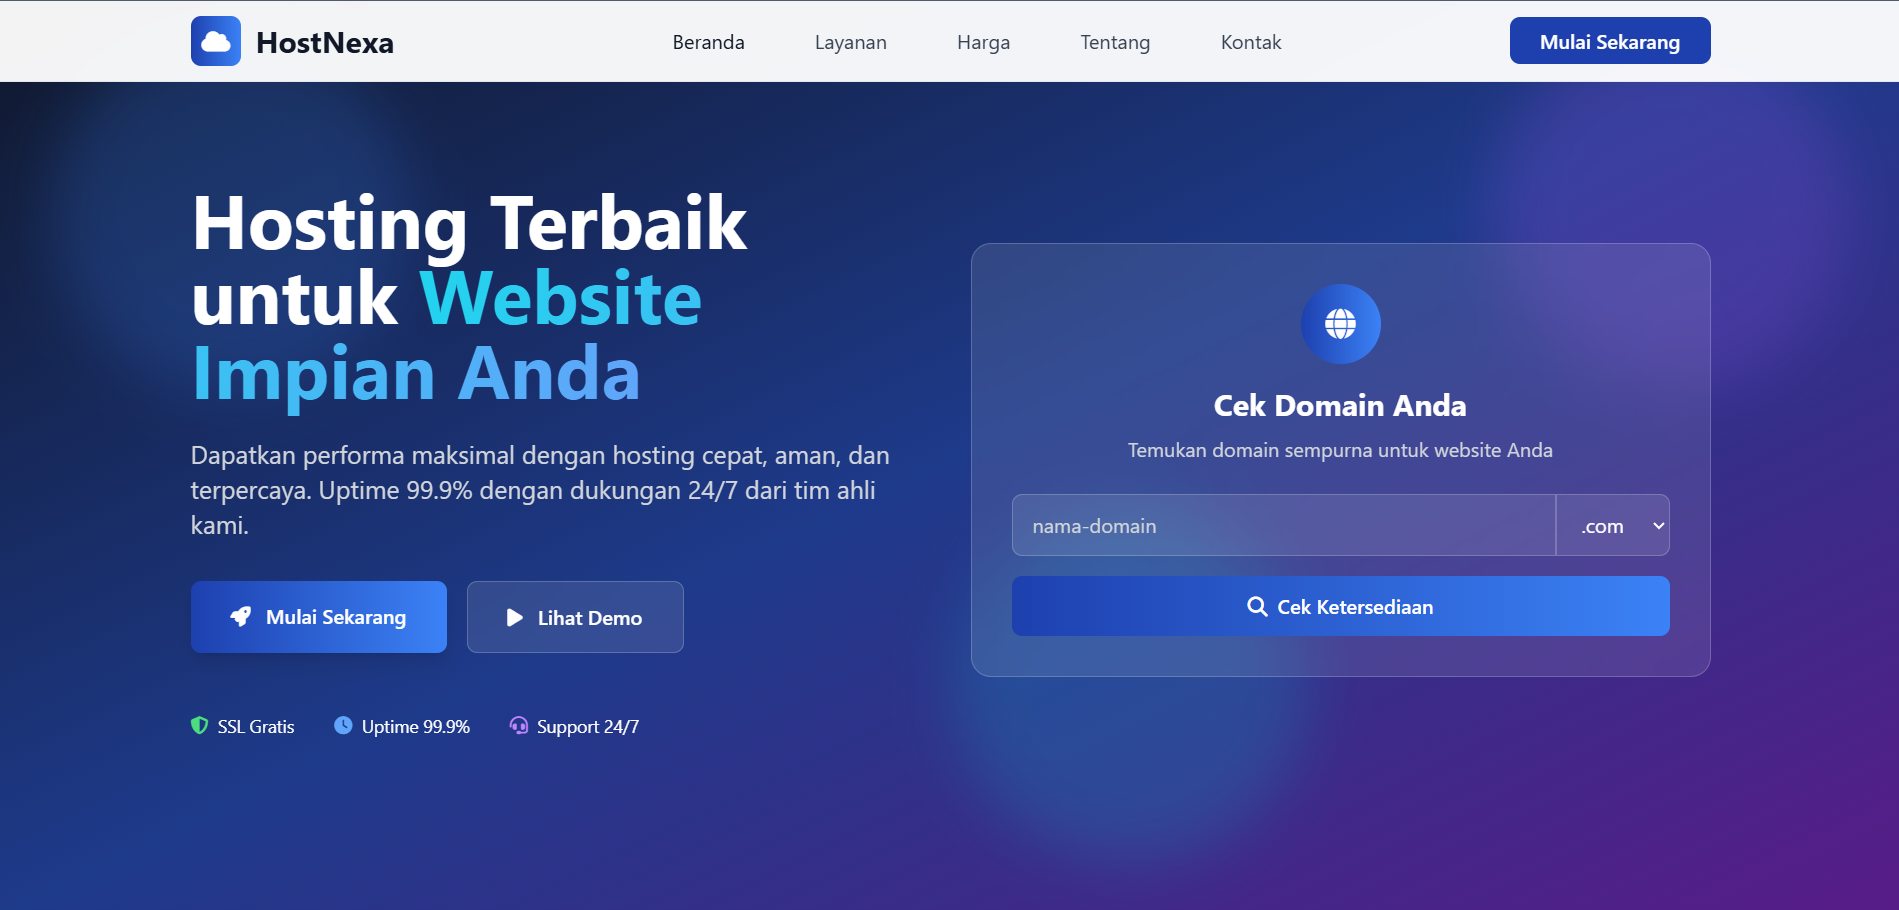 HostNexa
Beranda
Layanan
Harga
Tentang
Kontak
Mulai Sekarang
Hosting Terbaik
untuk Website
Impian Anda
Dapatkan performa maksimal dengan hosting cepat, aman, dan
terpercaya. Uptime 99.9% dengan dukungan 24/7 dari tim ahli
kami.
Mulai Sekarang
Lihat Demo
SSL Gratis
Uptime 99.9%
Support 24/7
Cek Domain Anda
Temukan domain sempurna untuk website Anda
nama-domain
.com
Cek Ketersediaan